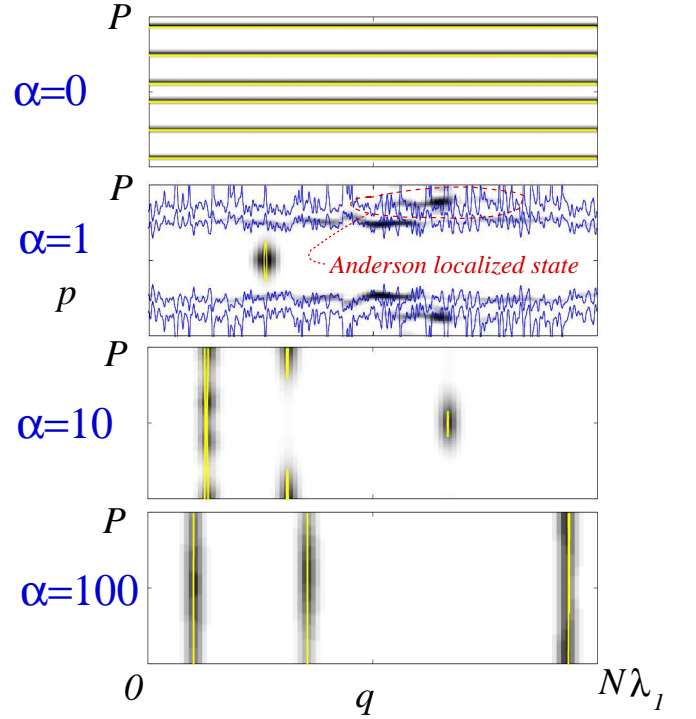 P
α=0
P
α=1
Anderson localized state
p
P
α=10
P
α=100
0
q
Nλ₁